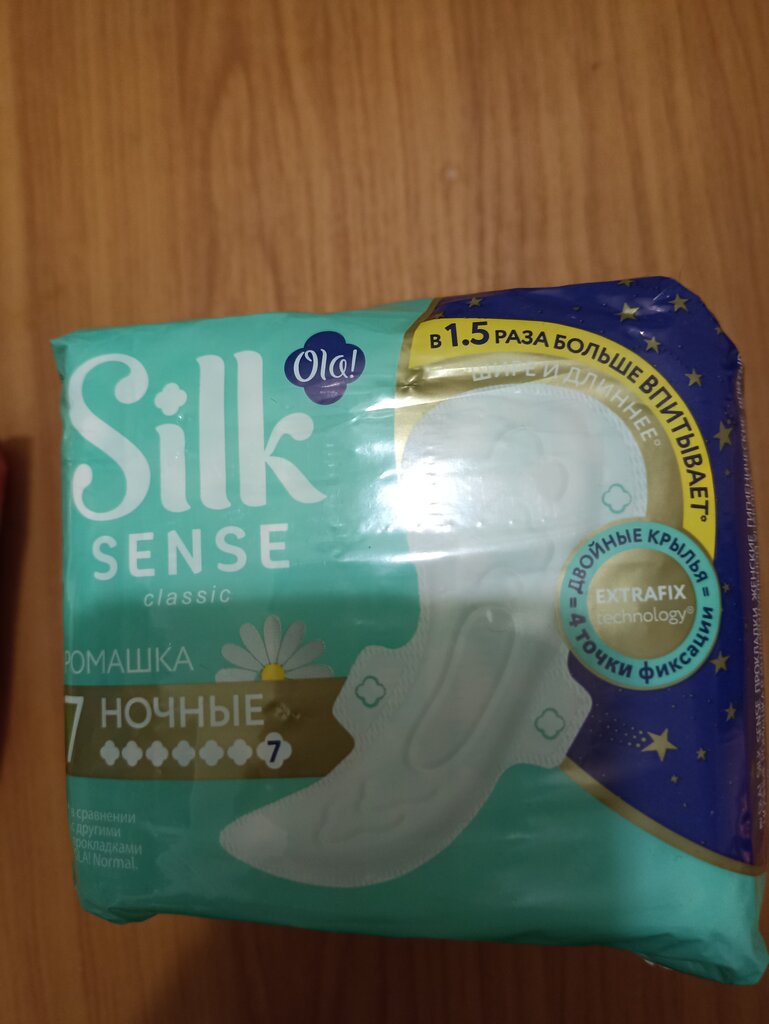 Ola!
Silk
SENSE
classic
РОМАШКА
7 НОЧНЫЕ
7
В 1.5 РАЗА БОЛЬШЕ ВПИТЫВАЕТ°
ШИРЕ И ДЛИННЕЕ°
= ДВОЙНЫЕ КРЫЛЬЯ =
EXTRAFIX
technology®
4 ТОЧКИ ФИКСАЦИИ
в сравнении
с другими
прокладками
OLA! Normal.